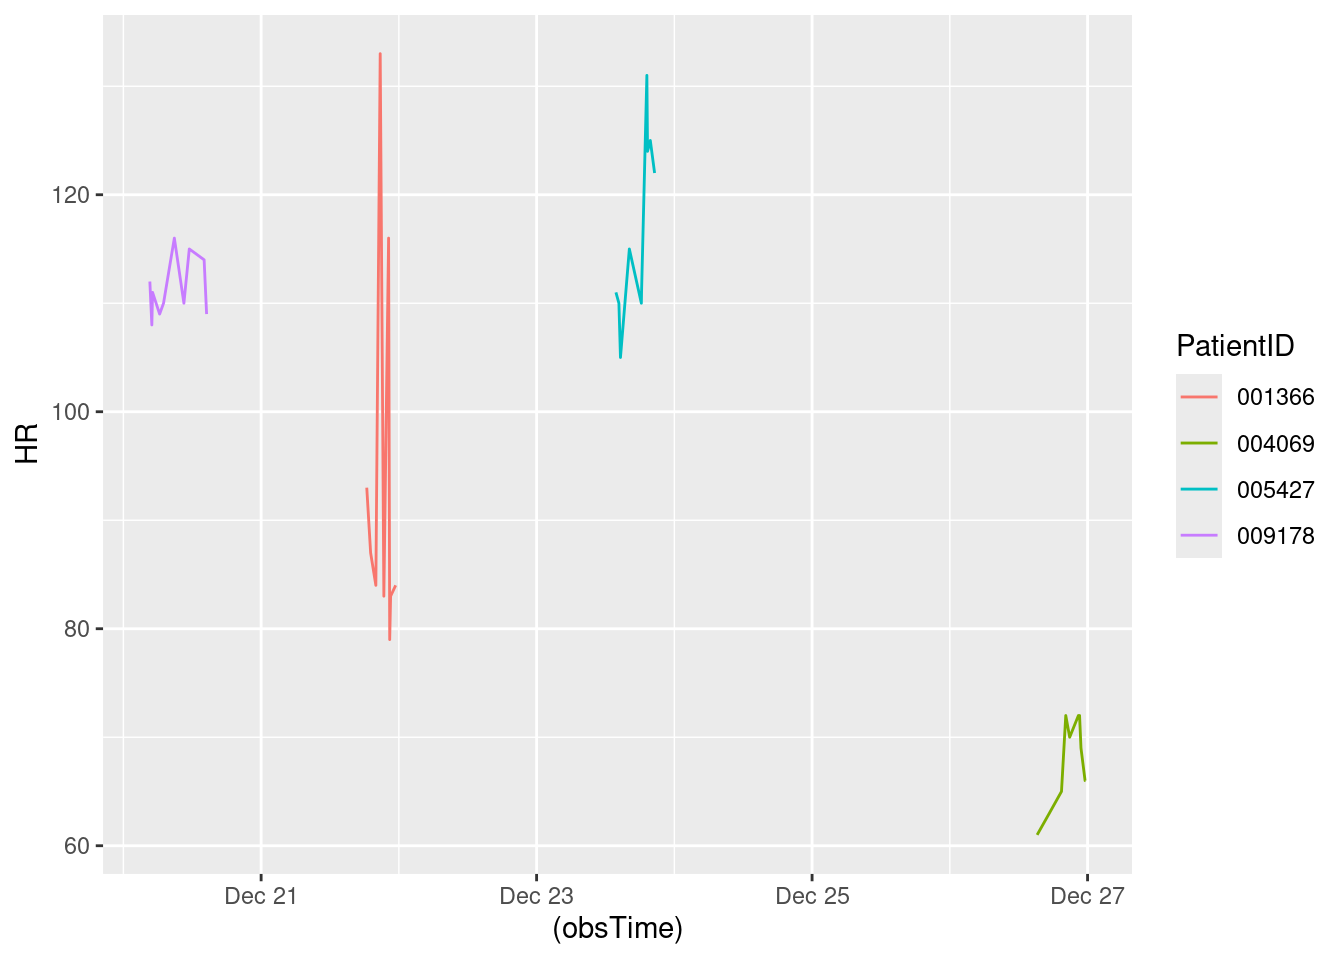 120
100
80
60
HR
Dec 21
Dec 23
Dec 25
Dec 27
(obsTime)
PatientID
001366
004069
005427
009178